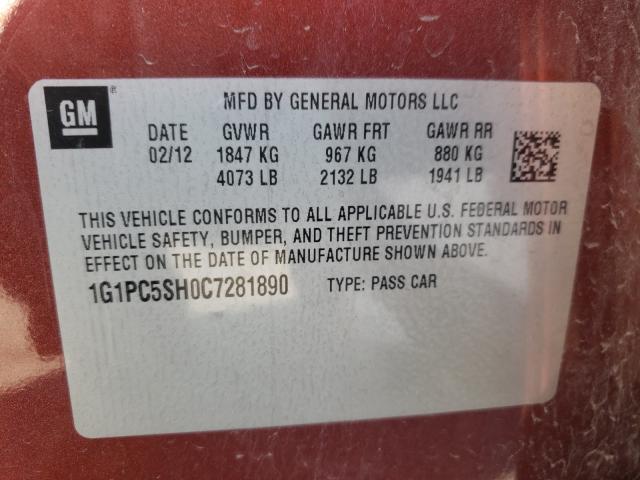 GM ®
MFD BY GENERAL MOTORS LLC
DATE GVWR GAWR FRT GAWR RR
02/12 1847 KG 967 KG 880 KG
4073 LB 2132 LB 1941 LB
THIS VEHICLE CONFORMS TO ALL APPLICABLE U.S. FEDERAL MOTOR
VEHICLE SAFETY, BUMPER, AND THEFT PREVENTION STANDARDS IN
EFFECT ON THE DATE OF MANUFACTURE SHOWN ABOVE.
1G1PC5SH0C7281890 TYPE: PASS CAR